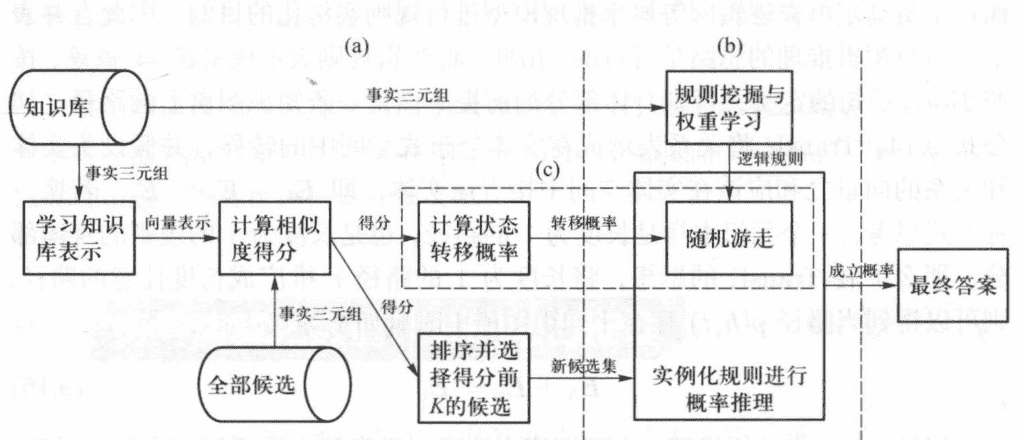 (a)
(b)
知识库
事实三元组
规则挖掘与
权重学习
事实三元组
(c)
逻辑规则
学习知识
库表示
向量表示
计算相似
度得分
得分
计算状态
转移概率
转移概率
随机游走
成立概率
最终答案
事实三元组
得分
全部候选
排序并选
择得分前
K的候选
新候选集
实例化规则进行
概率推理